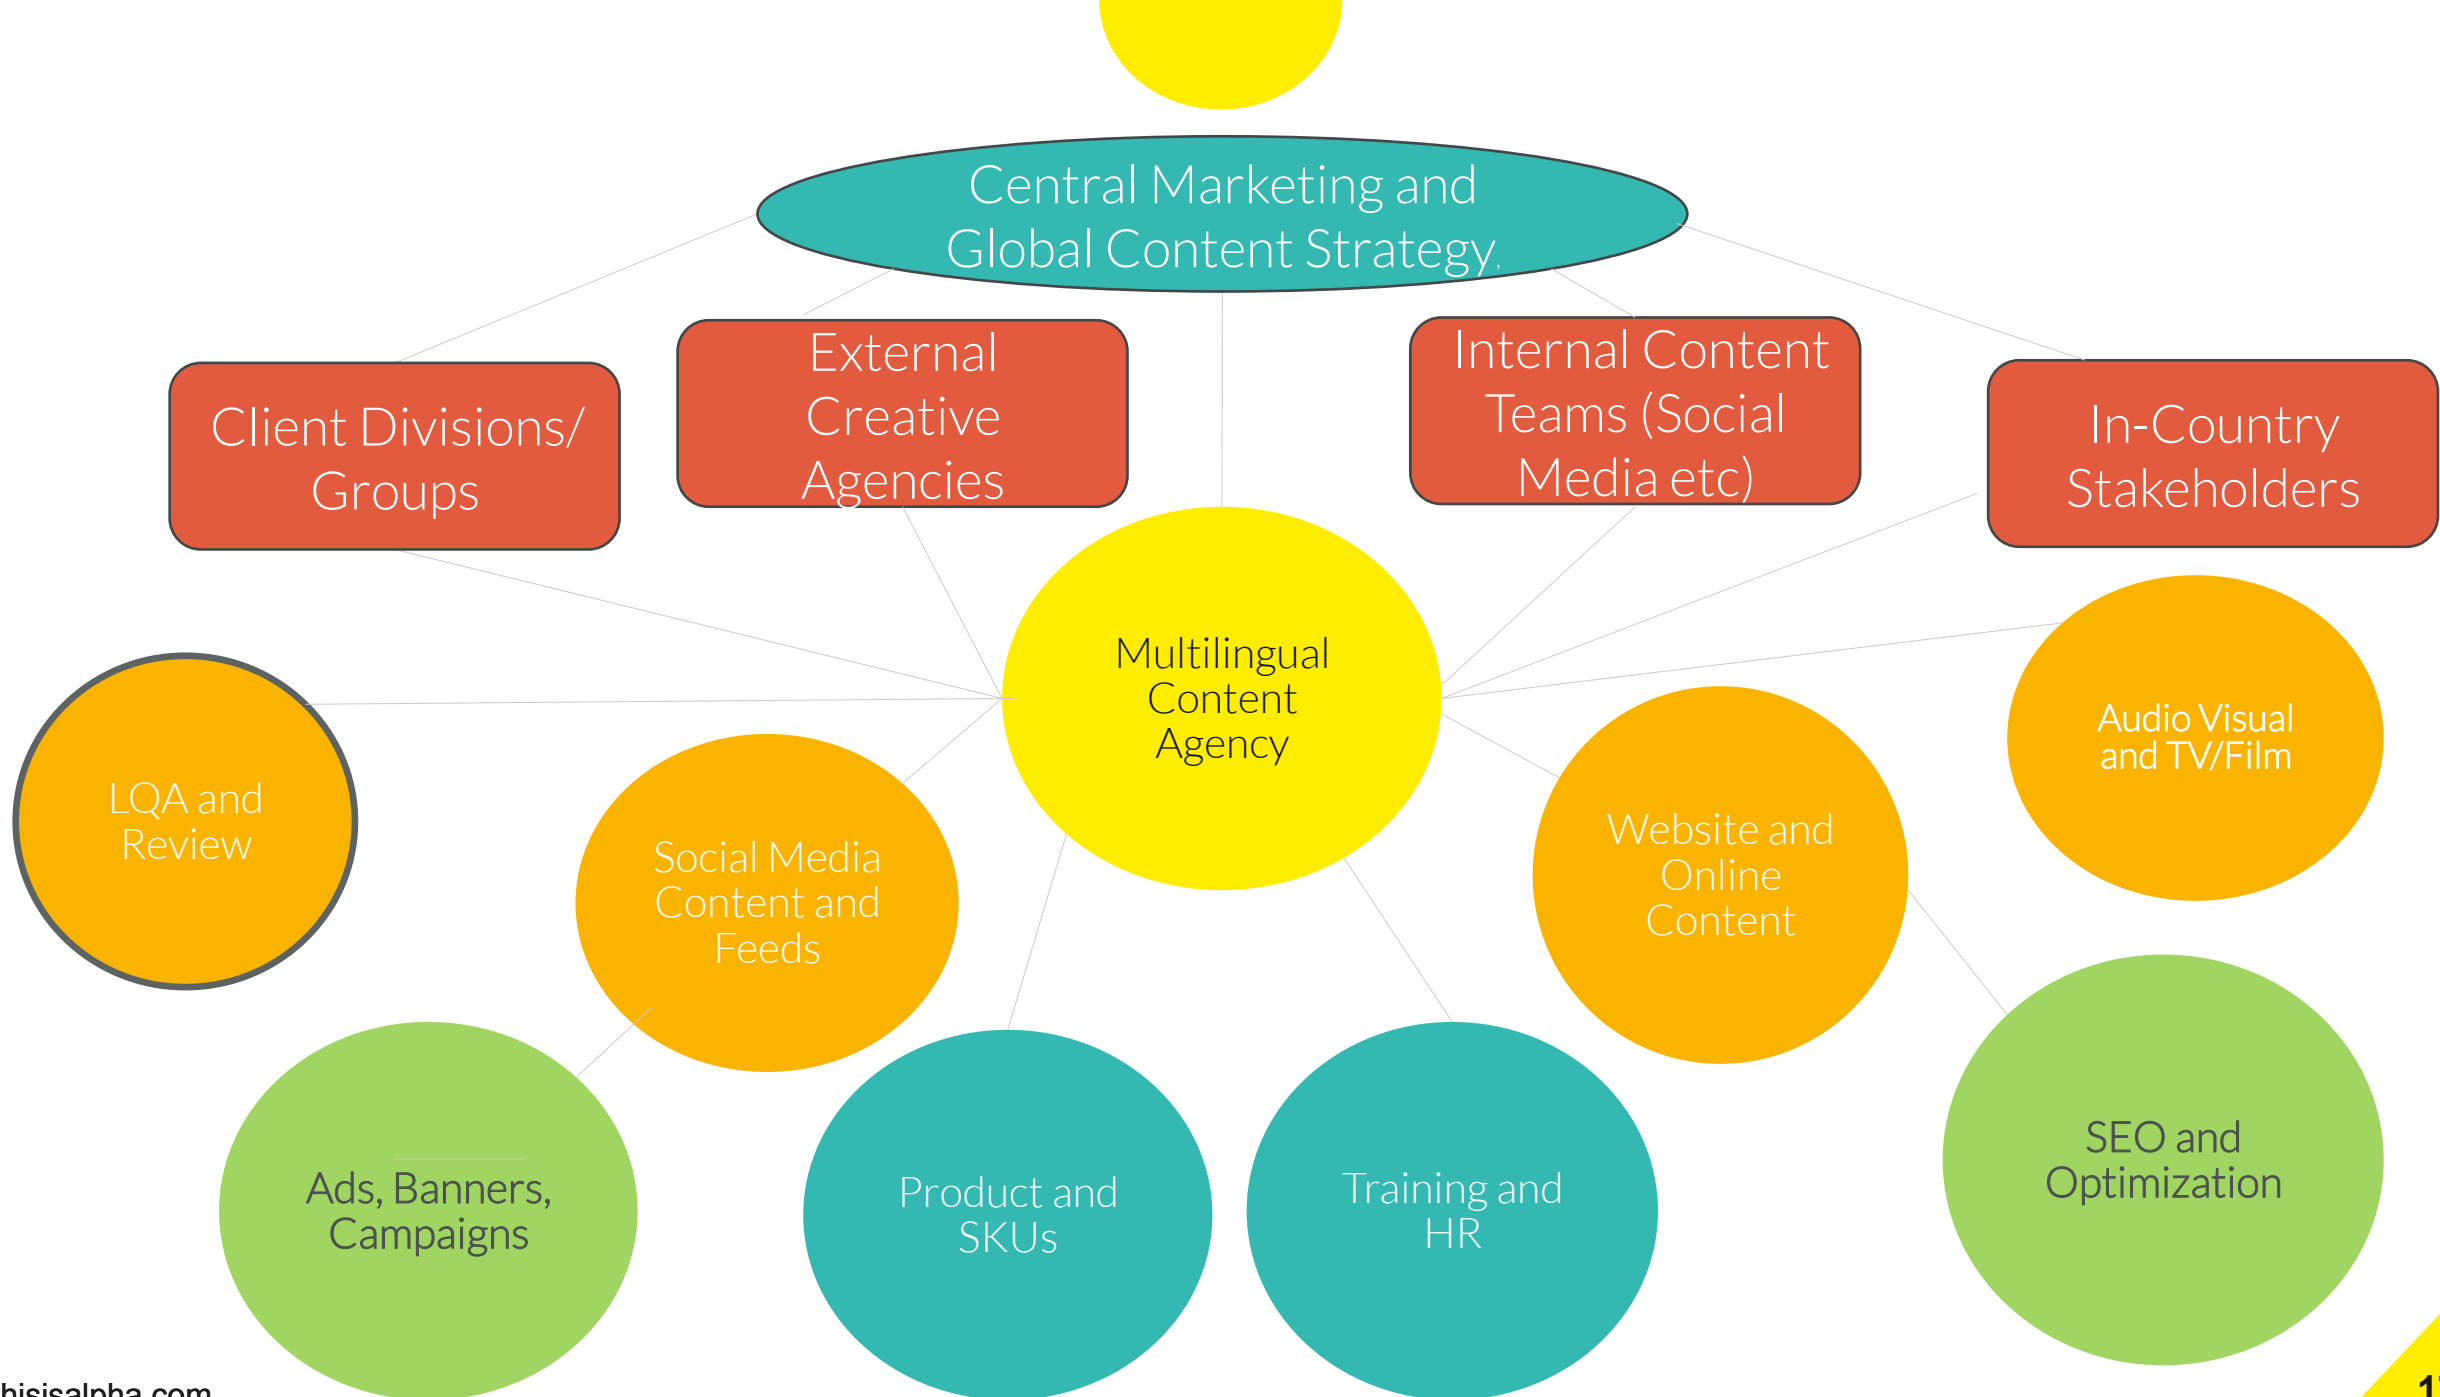 Central Marketing and
Global Content Strategy,
External
Creative
Agencies
Internal Content
Teams (Social
Media etc)
Client Divisions/
Groups
In-Country
Stakeholders
Multilingual
Content
Agency
Audio Visual
and TV/Film
LQA and
Review
Social Media
Content and
Feeds
Website and
Online
Content
SEO and
Optimization
Ads, Banners,
Campaigns
Product and
SKUs
Training and
HR
hisisalpha.com